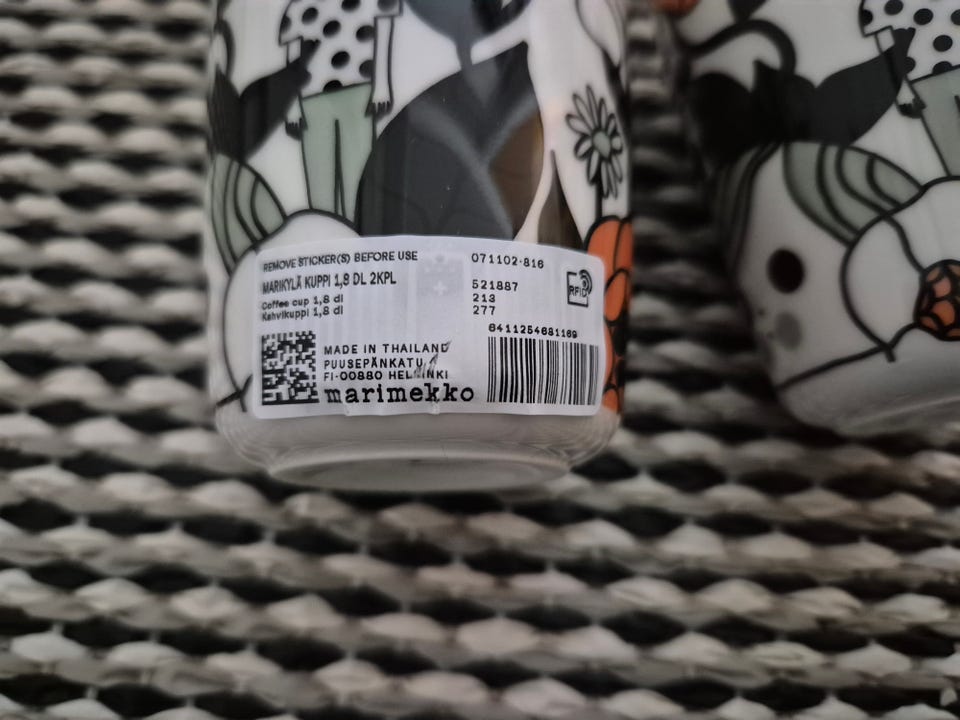 REMOVE STICKER(S) BEFORE USE
071102-816
MARIKYLÄ KUPPI 1,8 DL 2KPL
Coffee cup 1,8 dl
Kahvikuppi 1,8 dl
521887
213
277
RFID
6411254681169
MADE IN THAILAND
PUUSEPÄNKATU 4
FI-00880 HELSINKI
marimekko